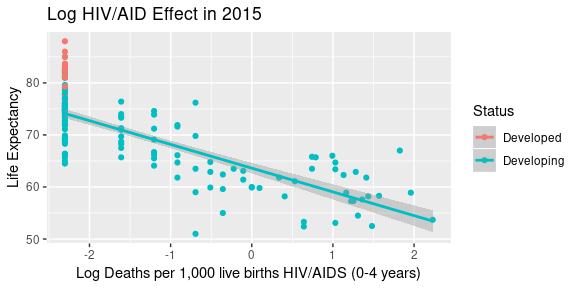 Log HIV/AID Effect in 2015
Life Expectancy
80
70
60
50
-2
-1
0
1
2
Log Deaths per 1,000 live births HIV/AIDS (0-4 years)
Status
Developed
Developing